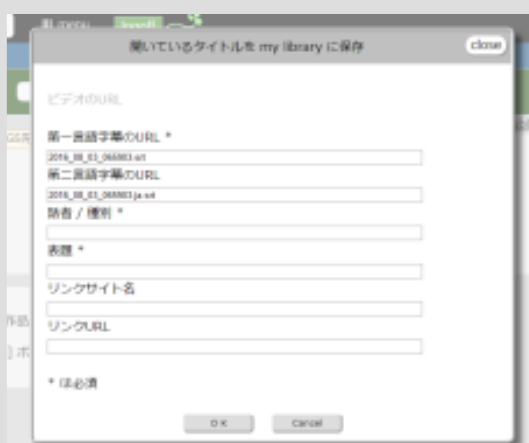 menu logoff
開いているタイトルを my library に保存
close
ビデオのURL
第一言語字幕のURL *
第二言語字幕のURL
話者 / 種別 *
表題 *
リンクサイト名
リンクURL
* は必須
OK Cancel